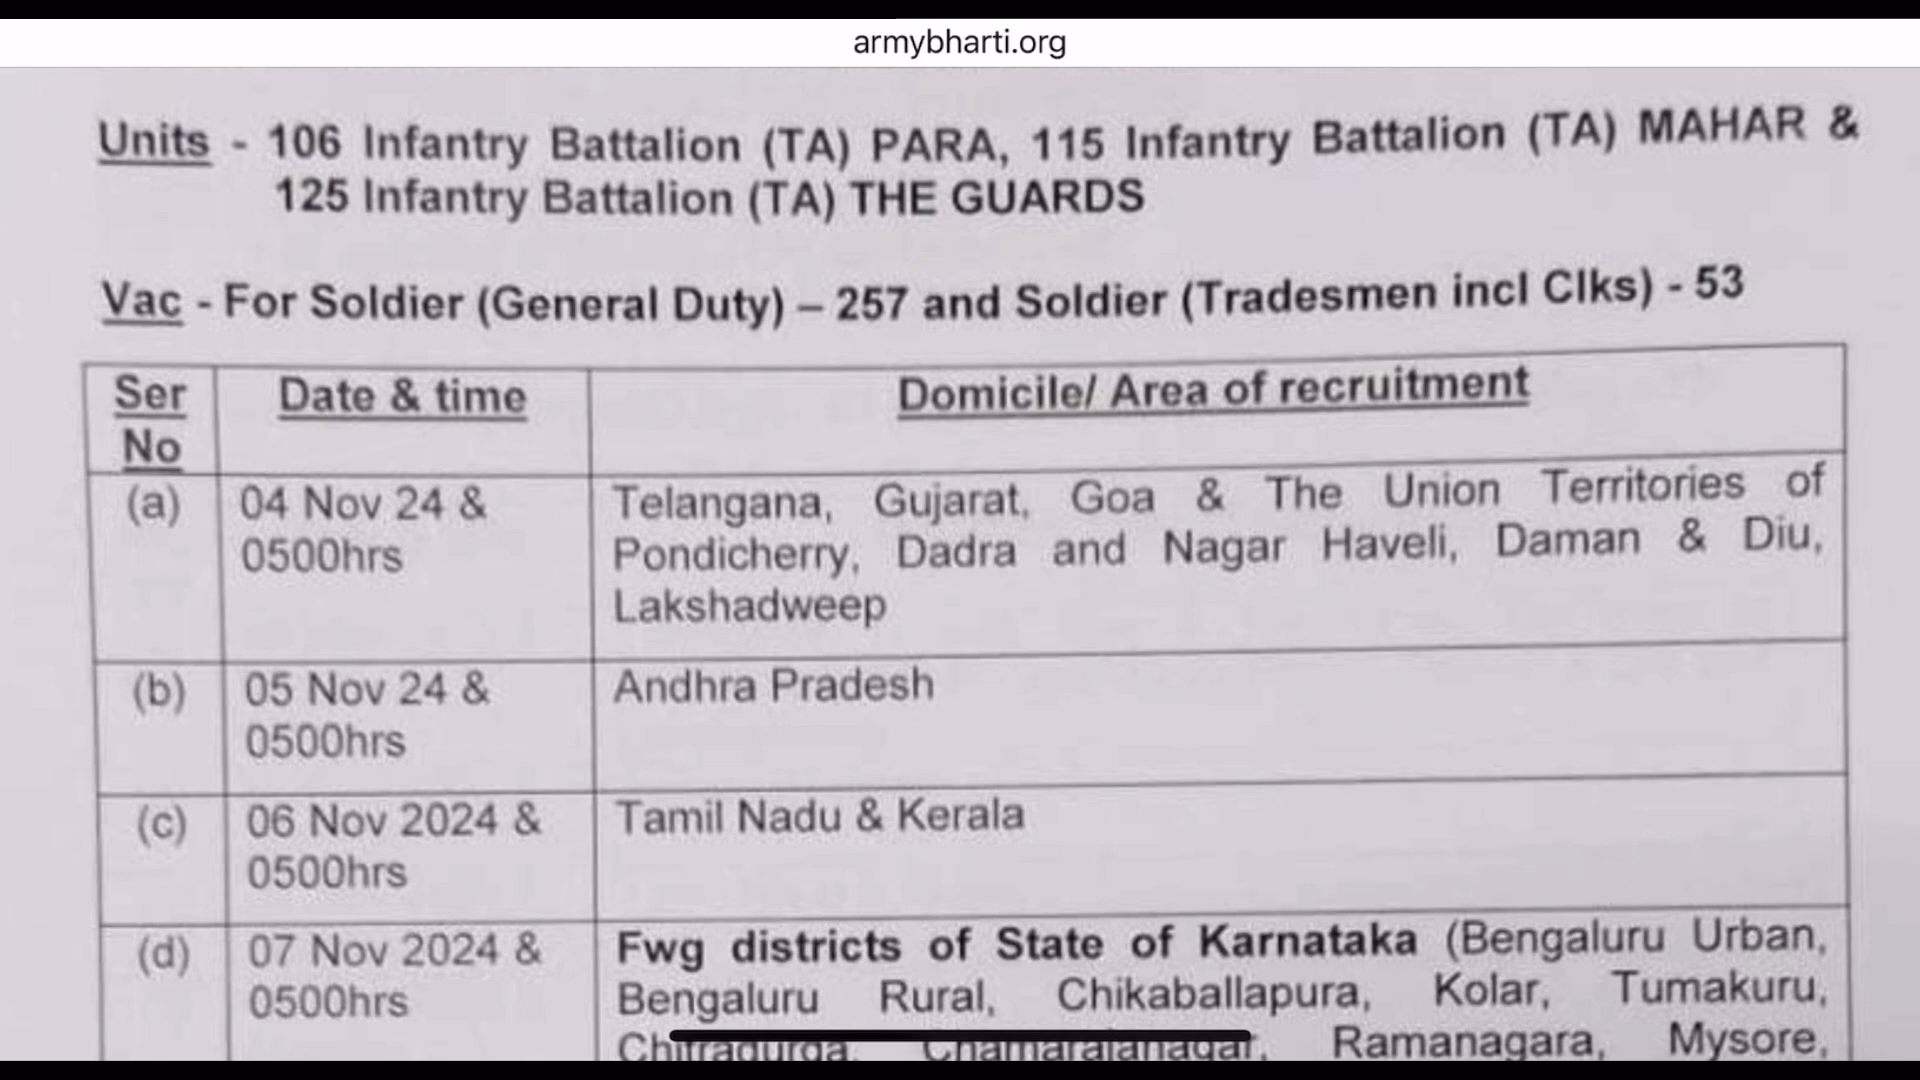 armybharti.org
Units - 106 Infantry Battalion (TA) PARA, 115 Infantry Battalion (TA) MAHAR &
125 Infantry Battalion (TA) THE GUARDS
Vac - For Soldier (General Duty) – 257 and Soldier (Tradesmen incl Clks) - 53
Ser No
Date & time
Domicile/ Area of recruitment
(a)
04 Nov 24 &
0500hrs
Telangana, Gujarat, Goa & The Union Territories of
Pondicherry, Dadra and Nagar Haveli, Daman & Diu,
Lakshadweep
(b)
05 Nov 24 &
0500hrs
Andhra Pradesh
(c)
06 Nov 2024 &
0500hrs
Tamil Nadu & Kerala
(d)
07 Nov 2024 &
0500hrs
Fwg districts of State of Karnataka (Bengaluru Urban,
Bengaluru Rural, Chikaballapura, Kolar, Tumakuru,
Chitradurga, Chamarajanagar, Ramanagara, Mysore,